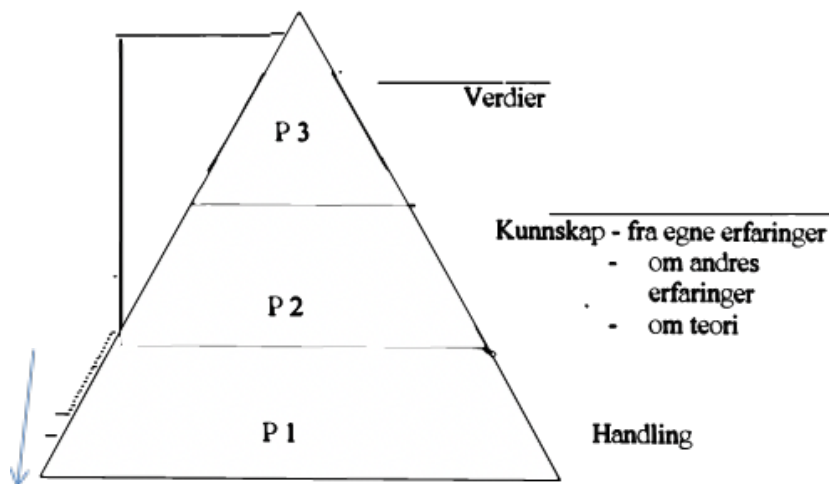 Verdier
P 3
Kunnskap - fra egne erfaringer
- om andres
erfaringer
- om teori
P 2
P 1
Handling